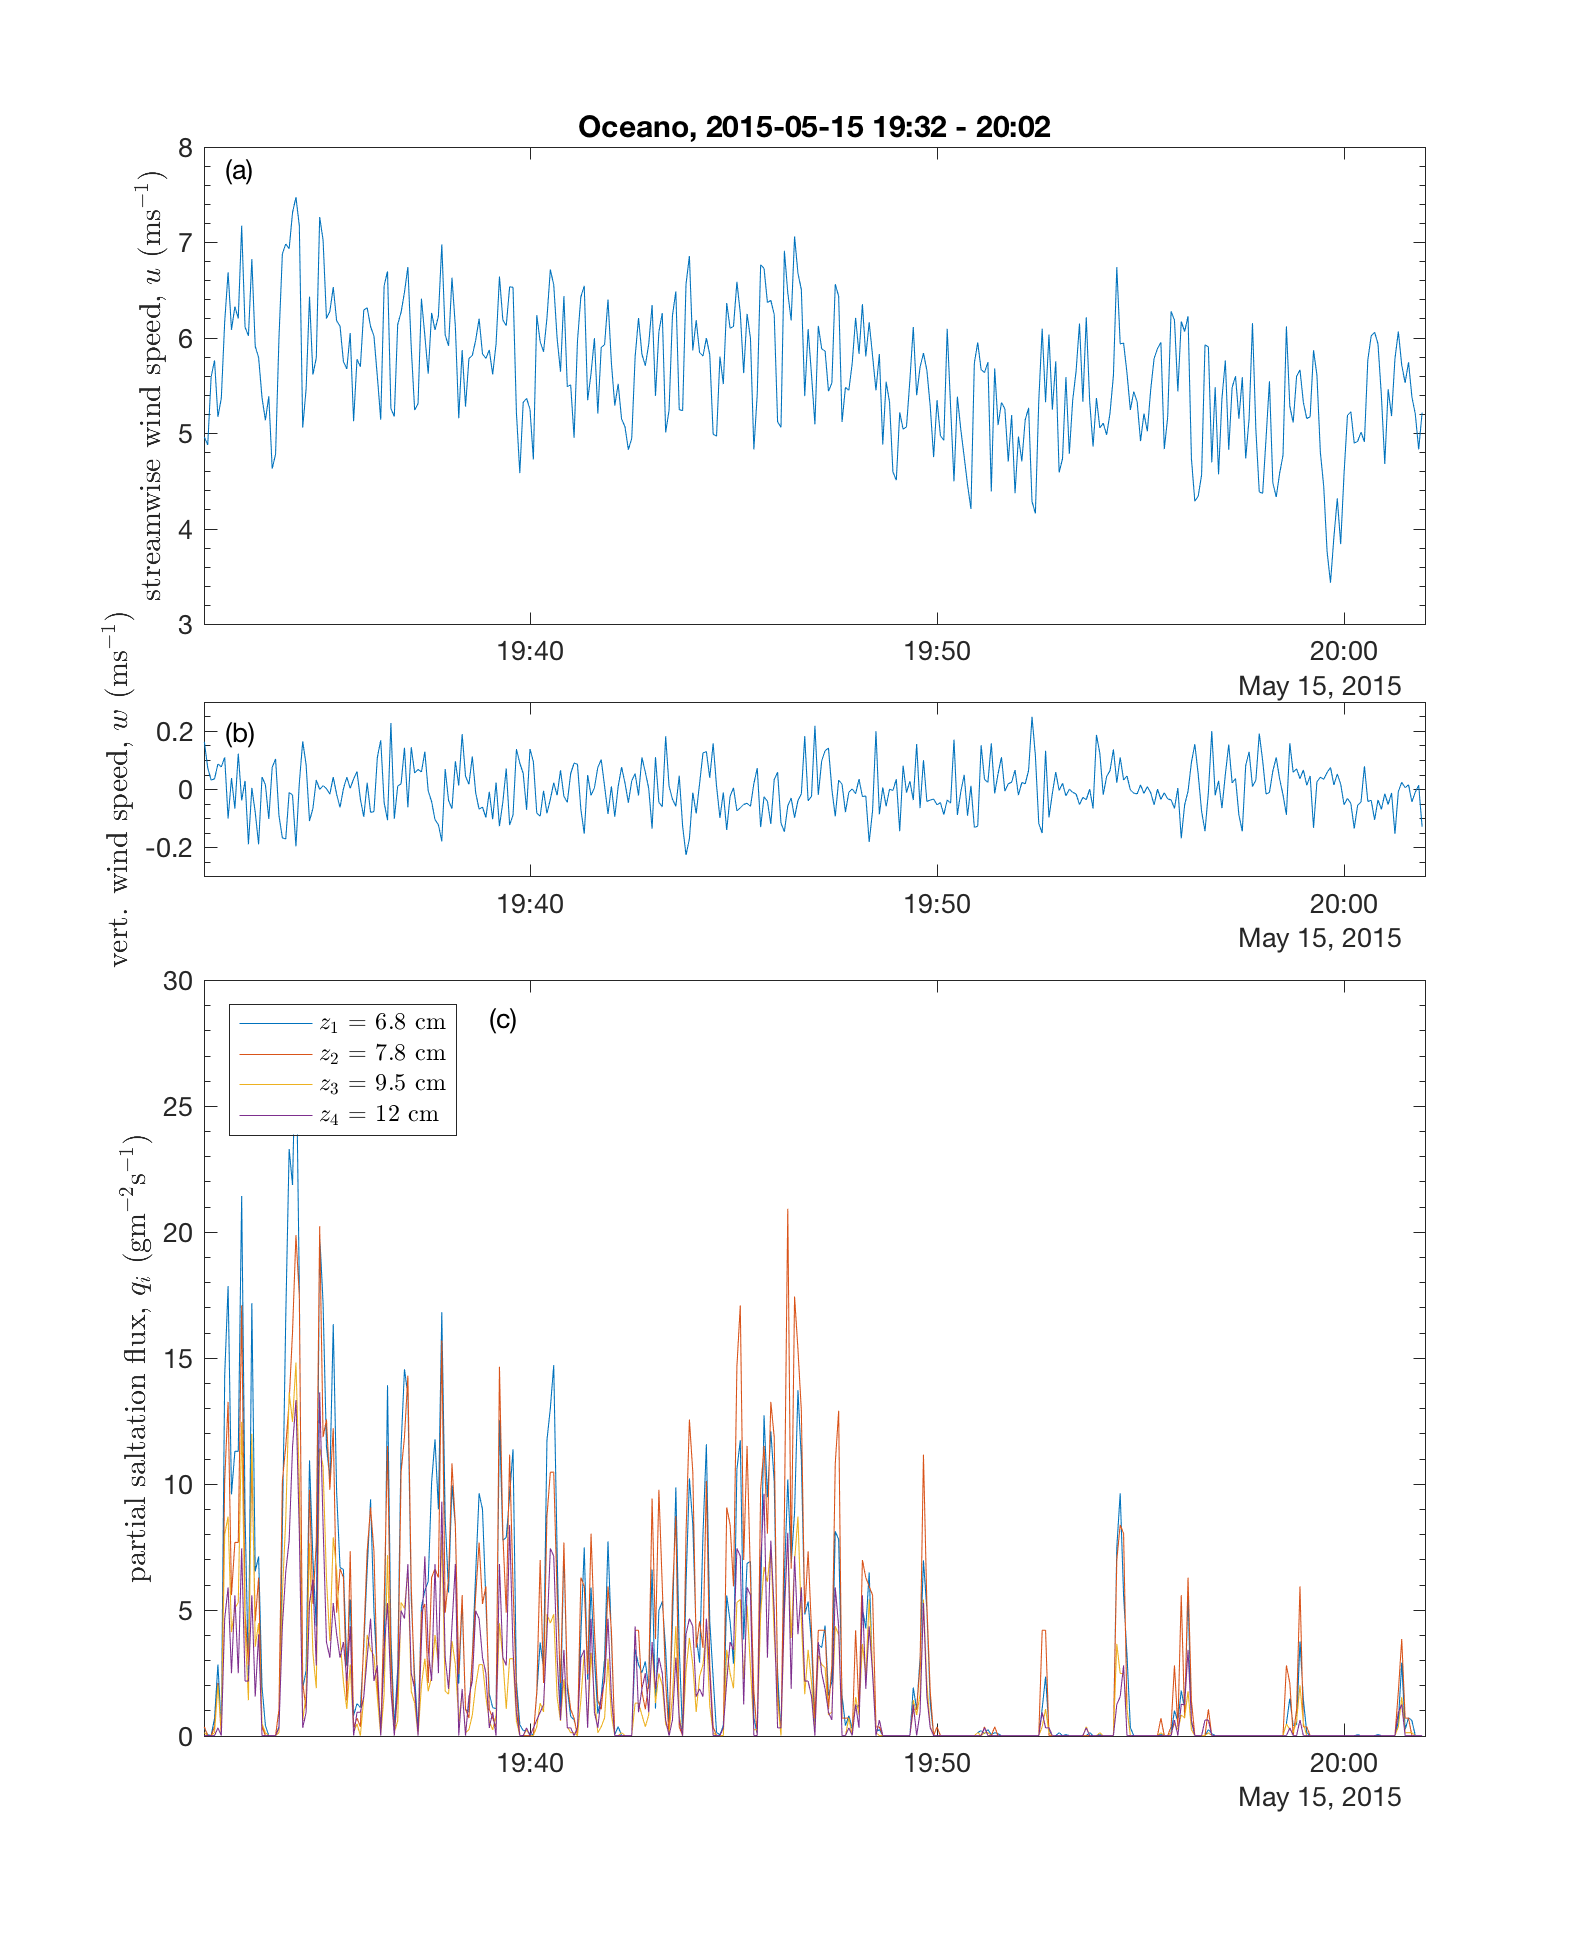 Oceano, 2015-05-15 19:32 - 20:02
(a)
streamwise wind speed, u (ms⁻¹)
8
7
6
5
4
3
19:40 19:50 20:00
May 15, 2015
(b)
vert. wind speed, w (ms⁻¹)
0.2
0
-0.2
19:40 19:50 20:00
May 15, 2015
(c)
partial saltation flux, qᵢ (gm⁻²s⁻¹)
30
25
20
15
10
5
0
z₁ = 6.8 cm
z₂ = 7.8 cm
z₃ = 9.5 cm
z₄ = 12 cm
19:40 19:50 20:00
May 15, 2015